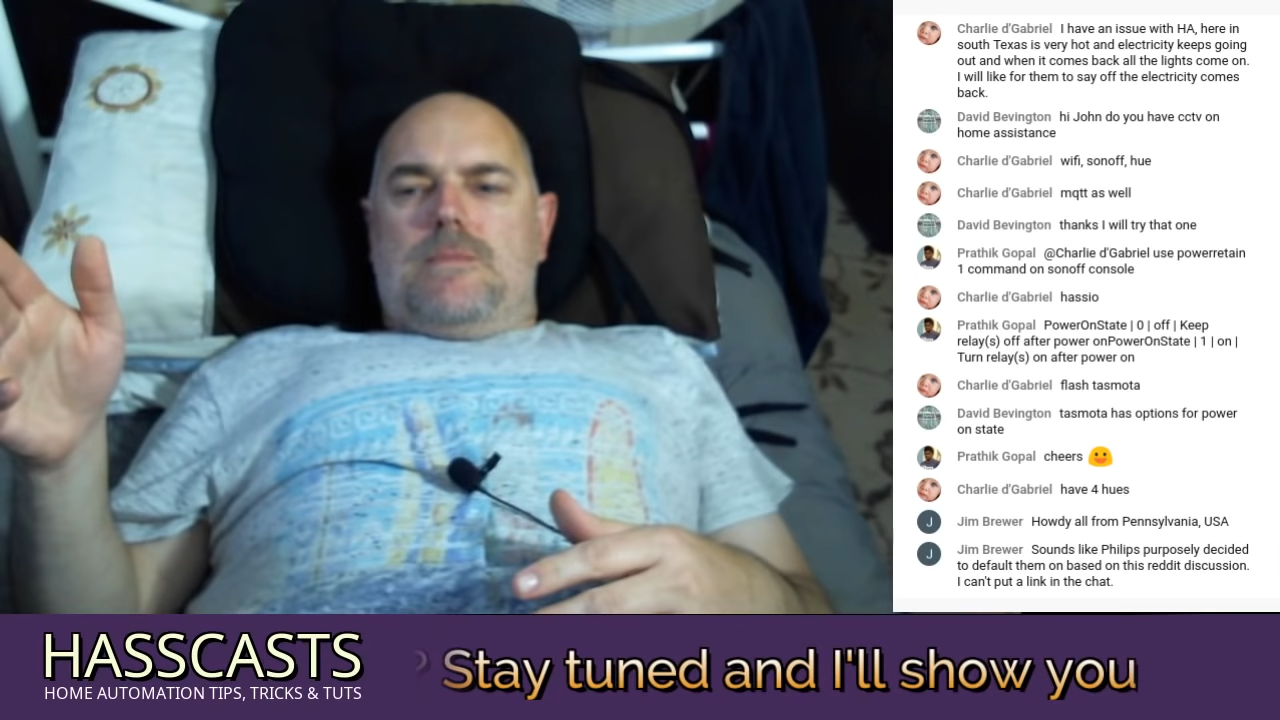 Charlie d'Gabriel I have an issue with HA, here in
south Texas is very hot and electricity keeps going
out and when it comes back all the lights come on.
I will like for them to say off the electricity comes
back.
David Bevington hi John do you have cctv on
home assistance
Charlie d'Gabriel wifi, sonoff, hue
Charlie d'Gabriel mqtt as well
David Bevington thanks I will try that one
Prathik Gopal @Charlie d'Gabriel use powerretain
1 command on sonoff console
Charlie d'Gabriel hassio
Prathik Gopal PowerOnState | 0 | off | Keep
relay(s) off after power onPowerOnState | 1 | on |
Turn relay(s) on after power on
Charlie d'Gabriel flash tasmota
David Bevington tasmota has options for power
on state
Prathik Gopal cheers
Charlie d'Gabriel have 4 hues
J Jim Brewer Howdy all from Pennsylvania, USA
J Jim Brewer Sounds like Philips purposely decided
to default them on based on this reddit discussion.
I can't put a link in the chat.
HASSCASTS
HOME AUTOMATION TIPS, TRICKS & TUTS
? Stay tuned and I'll show you